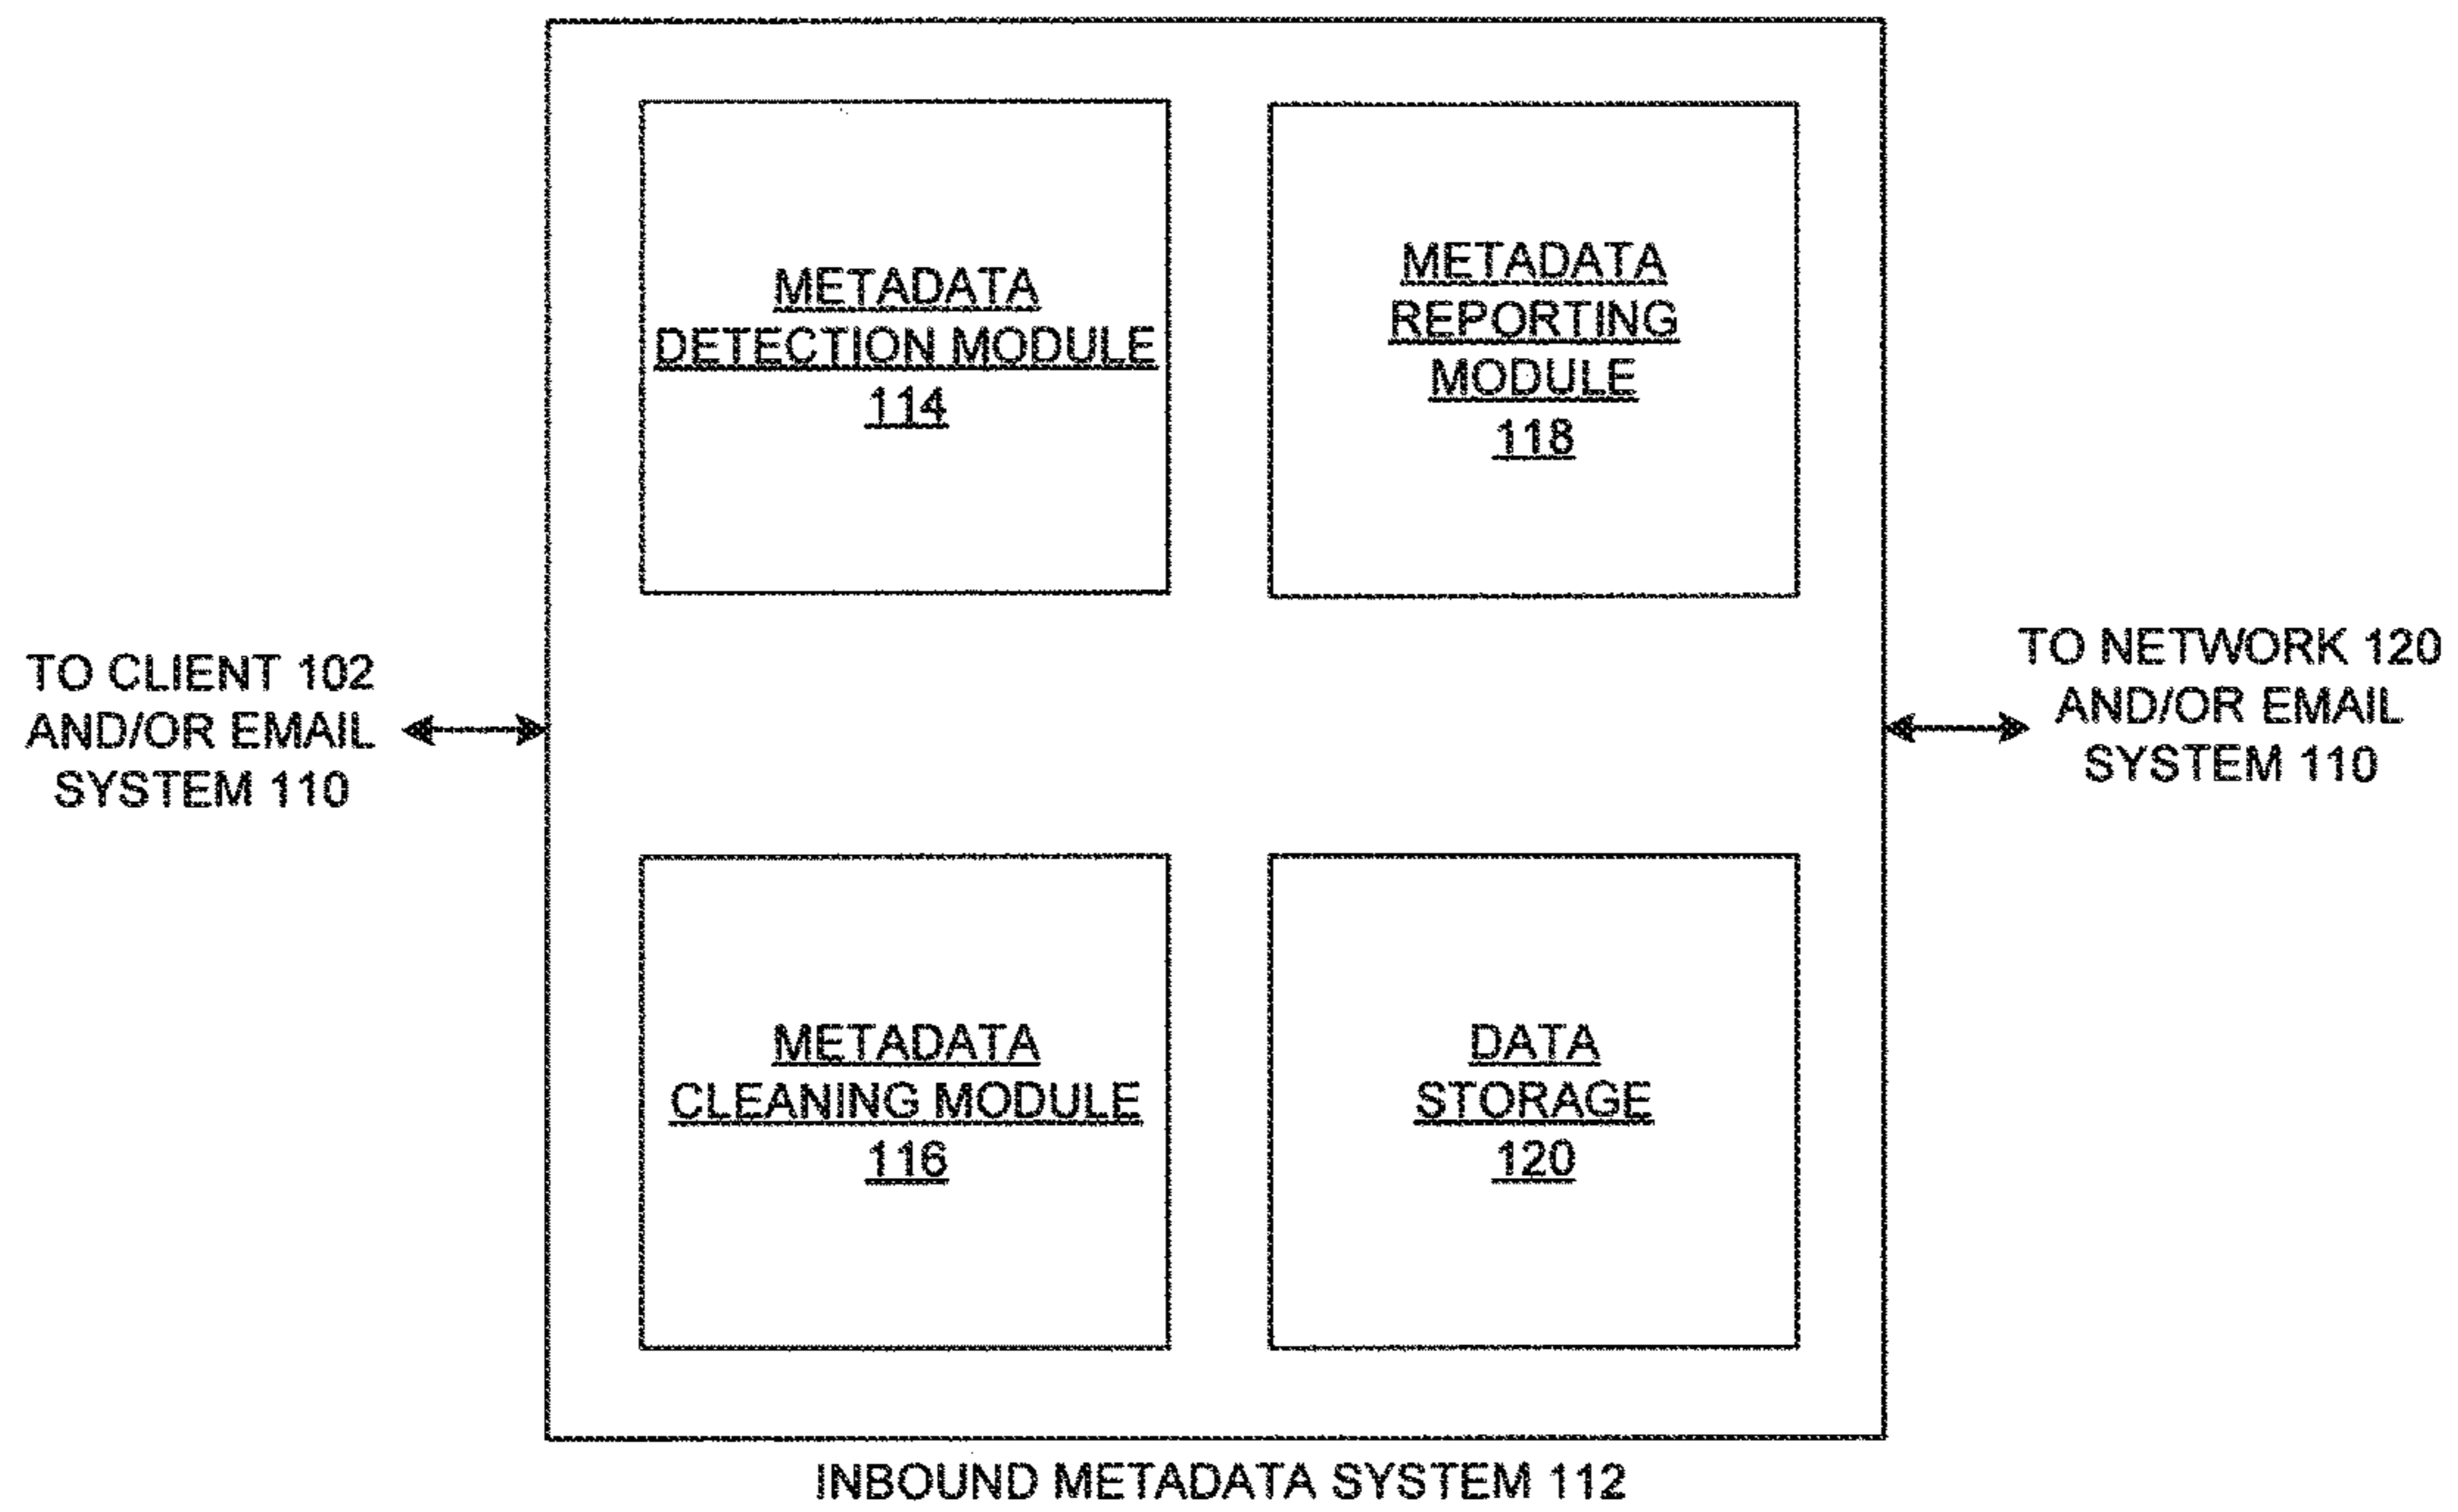 METADATA
DETECTION MODULE
114
METADATA
REPORTING
MODULE
118
TO CLIENT 102
AND/OR EMAIL
SYSTEM 110
TO NETWORK 120
AND/OR EMAIL
SYSTEM 110
METADATA
CLEANING MODULE
116
DATA
STORAGE
120
INBOUND METADATA SYSTEM 112